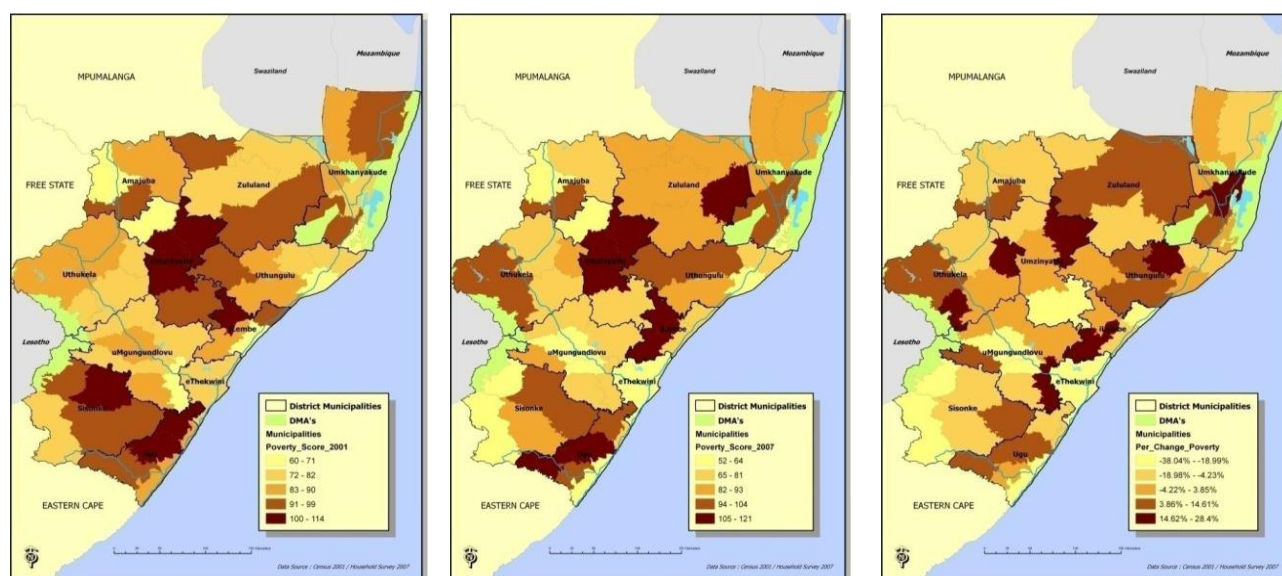 Mozambique
Swaziland
MPUMALANGA
FREE STATE
Amajuba
Zululand
Umkhanyakude
Uthukela
Uthungulu
Lesotho
uMgungundlovu
eThekwini
EASTERN CAPE
District Municipalities
DMA's
Municipalities
Poverty_Score_2001
60 - 71
72 - 82
83 - 90
91 - 99
100 - 114
Data Source : Census 2001 / Household Survey 2007
Mozambique
Swaziland
MPUMALANGA
FREE STATE
Amajuba
Zululand
Umkhanyakude
Uthukela
Uthungulu
Lesotho
uMgungundlovu
eThekwini
Sisonke
EASTERN CAPE
District Municipalities
DMA's
Municipalities
Poverty_Score_2007
52 - 64
65 - 81
82 - 93
94 - 104
105 - 121
Data Source : Census 2001 / Household Survey 2007
Mozambique
Swaziland
MPUMALANGA
FREE STATE
Amajuba
Zululand
Umkhanyakude
Uthukela
Uthungulu
Lesotho
uMgungundlovu
eThekwini
Sisonke
Ugu
EASTERN CAPE
District Municipalities
DMA's
Municipalities
Per_Change_Poverty
-38.04% - -18.99%
-18.98% - -4.23%
-4.22% - 3.85%
3.86% - 14.61%
14.62% - 28.4%
Data Source : Census 2001 / Household Survey 2007